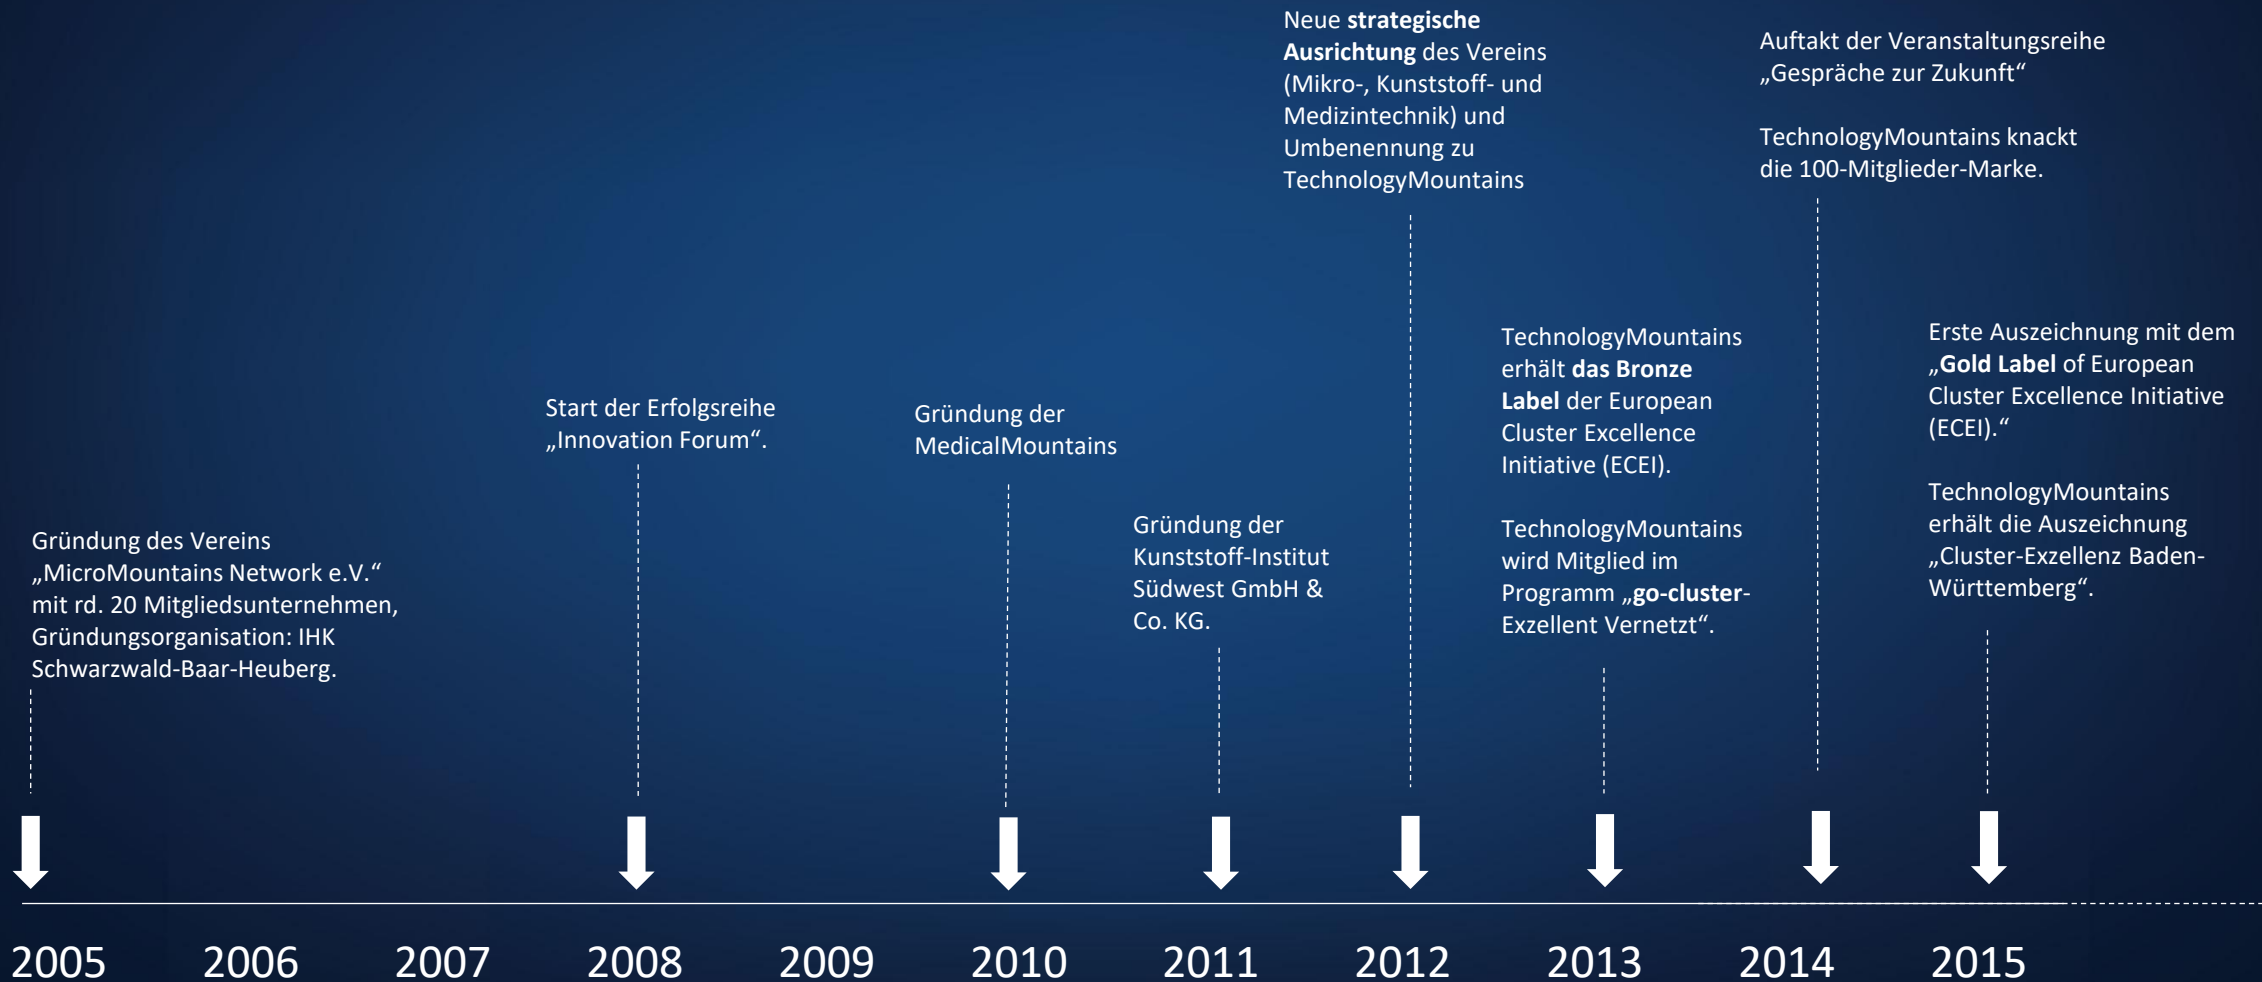 Gründung des Vereins
„MicroMountains Network e.V.“
mit rd. 20 Mitgliedsunternehmen,
Gründungsorganisation: IHK
Schwarzwald-Baar-Heuberg.
Start der Erfolgsreihe
„Innovation Forum“.
Gründung der
MedicalMountains
Gründung der
Kunststoff-Institut
Südwest GmbH &
Co. KG.
Neue strategische
Ausrichtung des Vereins
(Mikro-, Kunststoff- und
Medizintechnik) und
Umbenennung zu
TechnologyMountains
TechnologyMountains
erhält das Bronze
Label der European
Cluster Excellence
Initiative (ECEI).
TechnologyMountains
wird Mitglied im
Programm „go-cluster-
Exzellent Vernetzt“.
Auftakt der Veranstaltungsreihe
„Gespräche zur Zukunft“
TechnologyMountains knackt
die 100-Mitglieder-Marke.
Erste Auszeichnung mit dem
„Gold Label of European
Cluster Excellence Initiative
(ECEI).“
TechnologyMountains
erhält die Auszeichnung
„Cluster-Exzellenz Baden-
Württemberg“.
2005 2006 2007 2008 2009 2010 2011 2012 2013 2014 2015